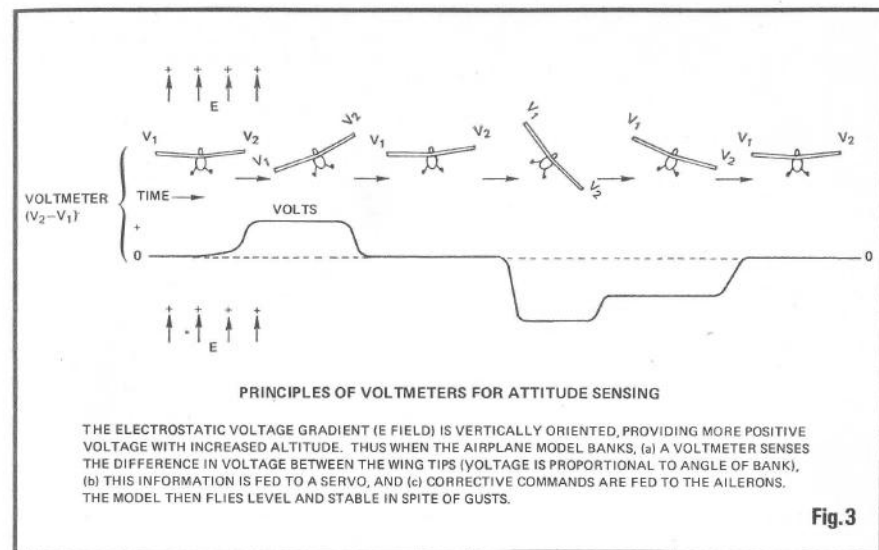 + + + +
E
V1 V2
V1 V2
V1 V2
V1 V2
V1 V2
V1 V2
VOLTMETER
(V2–V1)
TIME
VOLTS
+
0 0
+ + + +
E
PRINCIPLES OF VOLTMETERS FOR ATTITUDE SENSING
THE ELECTROSTATIC VOLTAGE GRADIENT (E FIELD) IS VERTICALLY ORIENTED, PROVIDING MORE POSITIVE
VOLTAGE WITH INCREASED ALTITUDE. THUS WHEN THE AIRPLANE MODEL BANKS, (a) A VOLTMETER SENSES
THE DIFFERENCE IN VOLTAGE BETWEEN THE WING TIPS (VOLTAGE IS PROPORTIONAL TO ANGLE OF BANK),
(b) THIS INFORMATION IS FED TO A SERVO, AND (c) CORRECTIVE COMMANDS ARE FED TO THE AILERONS.
THE MODEL THEN FLIES LEVEL AND STABLE IN SPITE OF GUSTS.
Fig.3